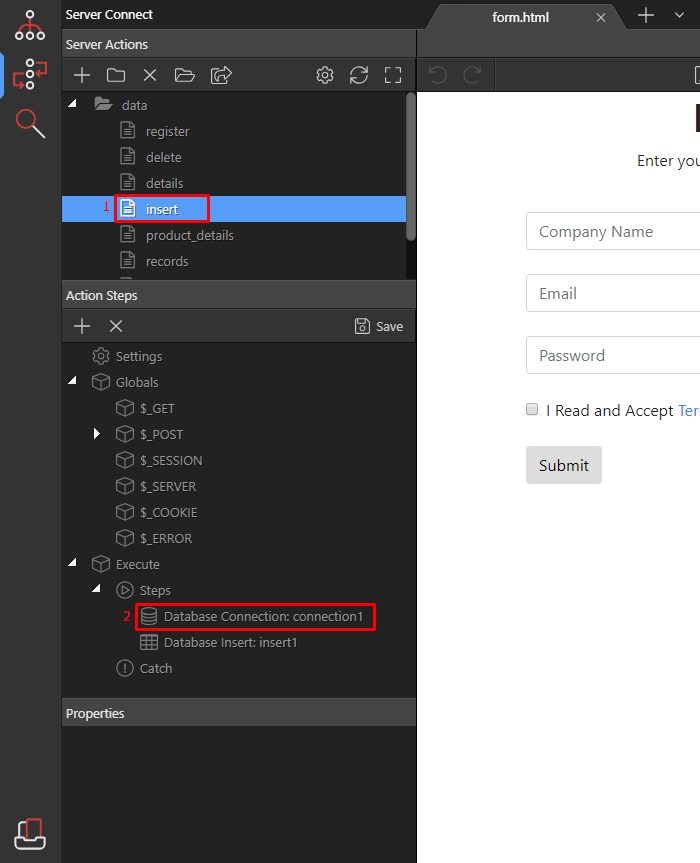 Server Connect
form.html
Server Actions
data
register
delete
details
1
insert
product_details
records
Action Steps
Save
Settings
Globals
$_GET
$_POST
$_SESSION
$_SERVER
$_COOKIE
$_ERROR
Execute
Steps
2
Database Connection: connection1
Database Insert: insert1
Catch
Properties
Enter you
Company Name
Email
Password
I Read and Accept Ter
Submit